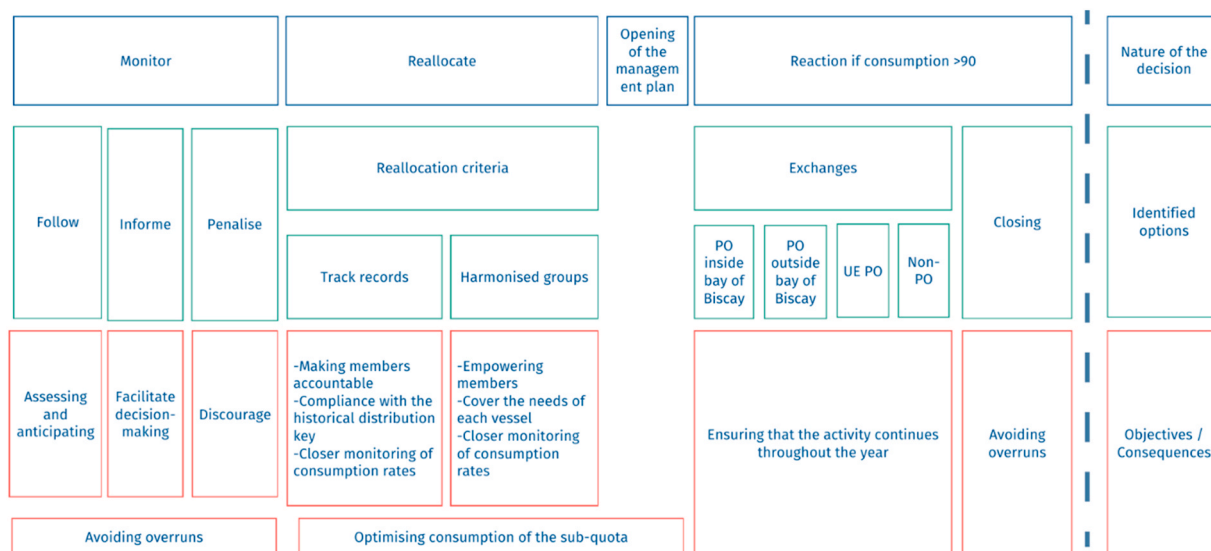 Monitor
Reallocate
Opening
of the
managem
ent plan
Reaction if consumption >90
Nature of the
decision
Follow
Informe
Penalise
Reallocation criteria
Track records
Harmonised groups
Exchanges
PO
inside
bay of
Biscay
PO
outside
bay of
Biscay
UE PO
Non-
PO
Closing
Identified
options
Assessing
and
anticipating
Facilitate
decision-
making
Discourage
-Making members
accountable
-Compliance with the
historical distribution
key
-Closer monitoring of
consumption rates
-Empowering
members
-Cover the needs of
each vessel
-Closer monitoring
of consumption
rates
Ensuring that the activity continues
throughout the year
Avoiding
overruns
Objectives /
Consequences
Avoiding overruns
Optimising consumption of the sub-quota